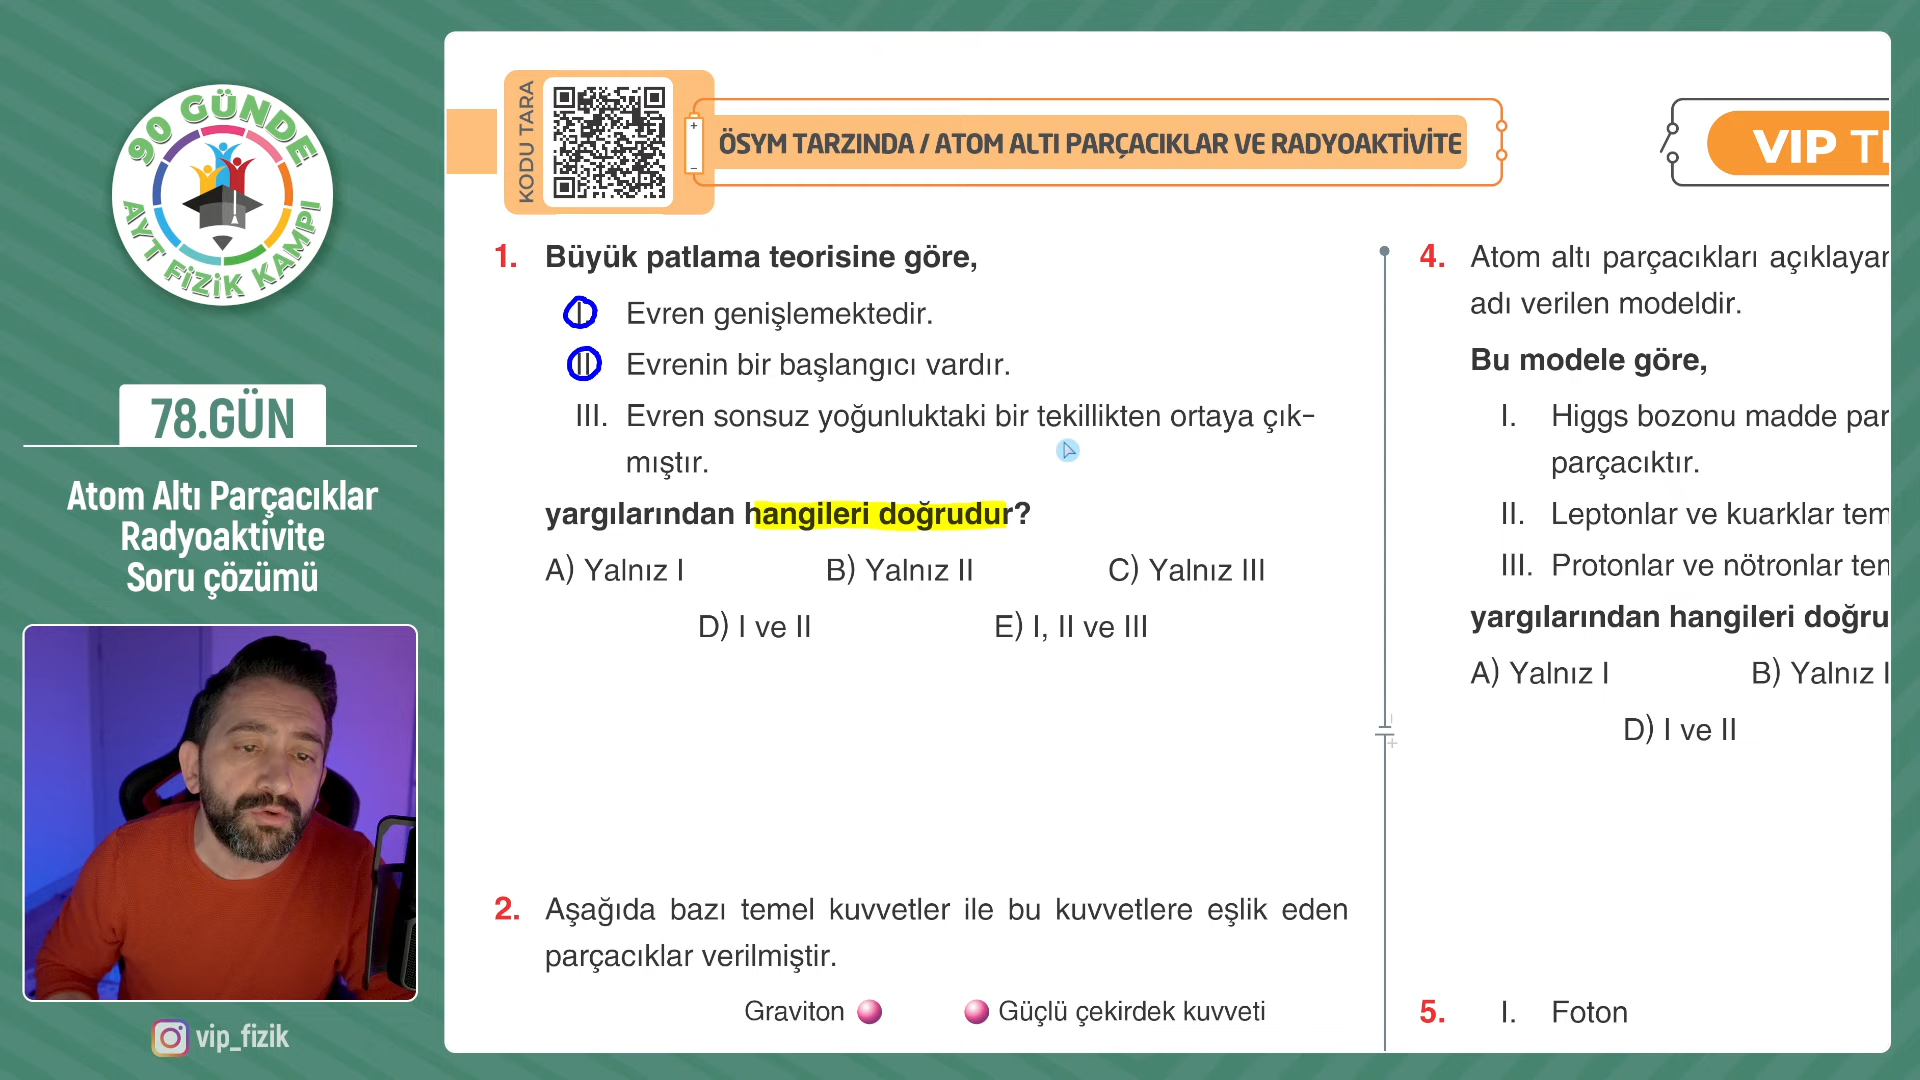 90 GÜNDE
AYT FİZİK KAMPI
78.GÜN
Atom Altı Parçacıklar
Radyoaktivite
Soru çözümü
vip_fizik
KODU TARA
ÖSYM TARZINDA / ATOM ALTI PARÇACIKLAR VE RADYOAKTİVİTE
VIP TE
1. Büyük patlama teorisine göre,
I. Evren genişlemektedir.
II. Evrenin bir başlangıcı vardır.
III. Evren sonsuz yoğunluktaki bir tekillikten ortaya çık-
mıştır.
yargılarından hangileri doğrudur?
A) Yalnız I B) Yalnız II C) Yalnız III
D) I ve II E) I, II ve III
2. Aşağıda bazı temel kuvvetler ile bu kuvvetlere eşlik eden
parçacıklar verilmiştir.
Graviton Güçlü çekirdek kuvveti
4. Atom altı parçacıkları açıklayan
adı verilen modeldir.
Bu modele göre,
I. Higgs bozonu madde par
parçacıktır.
II. Leptonlar ve kuarklar tem
III. Protonlar ve nötronlar tem
yargılarından hangileri doğru
A) Yalnız I B) Yalnız I
D) I ve II
5. I. Foton